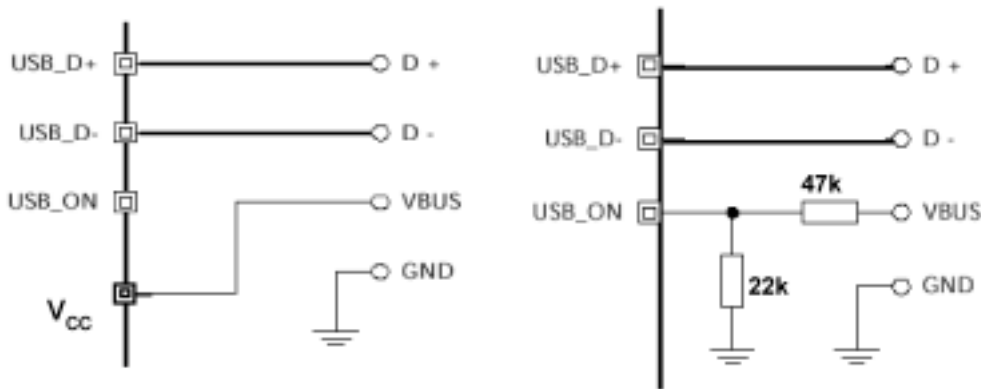 USB_D+ D +
USB_D- D -
USB_ON VBUS
GND
VCC
USB_D+ D +
USB_D- D -
47k
USB_ON VBUS
22k GND